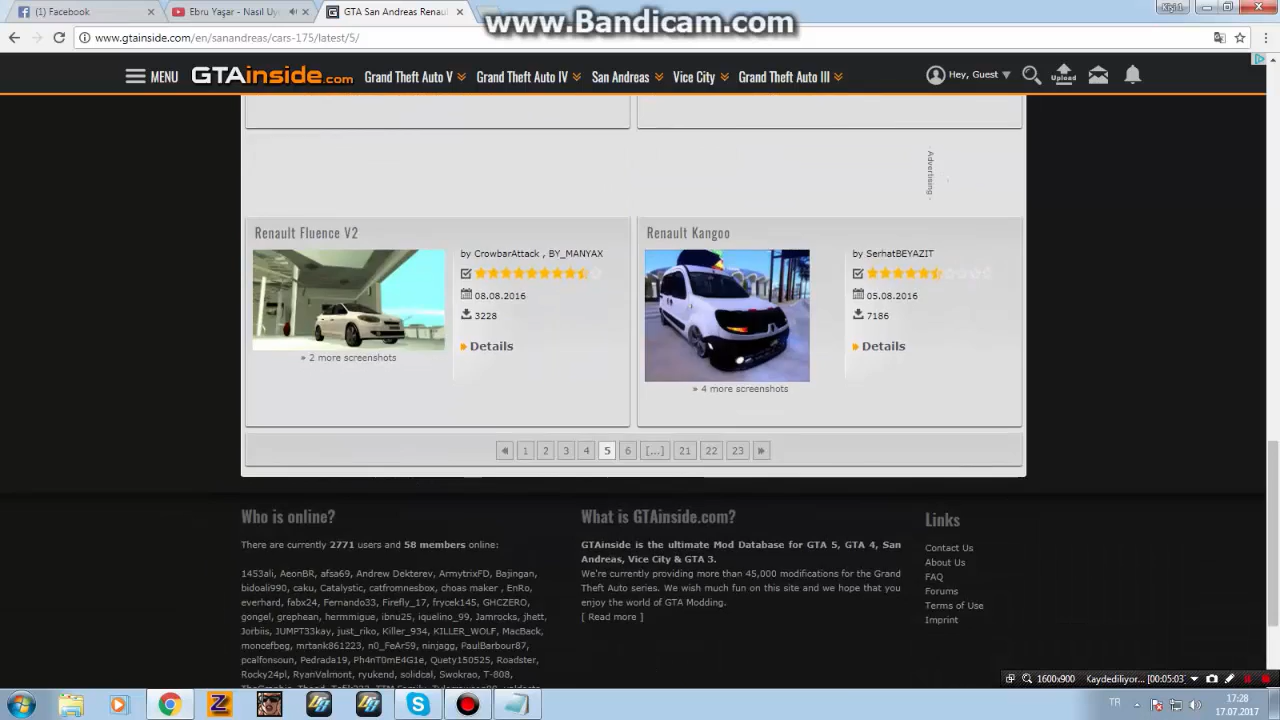 (1) Facebook
Ebru Yaşar - Nasıl Uy
GTA San Andreas Renau
www.Bandicam.com
www.gtainside.com/en/sanandreas/cars-175/latest/5/
MENU GTAinside.com Grand Theft Auto V Grand Theft Auto IV San Andreas Vice City Grand Theft Auto III Hey, Guest Upload
- Advertising -
Renault Fluence V2
by CrowbarAttack , BY_MANYAX
08.08.2016
3228
Details
» 2 more screenshots
Renault Kangoo
by SerhatBEYAZIT
05.08.2016
7186
Details
» 4 more screenshots
1 2 3 4 5 6 [...] 21 22 23
Who is online?
There are currently 2771 users and 58 members online:
1453ali, AeonBR, afsa69, Andrew Dekterev, ArmytrixFD, Bajingan,
bidoali990, caku, Catalystic, catfromnesbox, choas maker , EnRo,
everhard, fabx24, Fernando33, Firefly_17, frycek145, GHCZERO,
gongel, grephean, hermmigue, ibnu25, iquelino_99, Jamrocks, jhett,
Jorbiis, JUMPT33kay, just_riko, Killer_934, KILLER_WOLF, MacBack,
moncefbeg, mrtank861223, n0_FeAr59, ninjagg, PaulBarbour87,
pcalfonsoun, Pedrada19, Ph4nT0mE4G1e, Quety150525, Roadster,
Rocky24pl, RyanValmont, ryukend, solidcal, Swokrao, T-808,
What is GTAinside.com?
GTAinside is the ultimate Mod Database for GTA 5, GTA 4, San
Andreas, Vice City & GTA 3.
We're currently providing more than 45,000 modifications for the Grand
Theft Auto series. We wish much fun on this site and we hope that you
enjoy the world of GTA Modding.
[ Read more ]
Links
Contact Us
About Us
FAQ
Forums
Terms of Use
Imprint
1600x900 Kaydediliyor... [00:05:03]
TR
17:28
17.07.2017